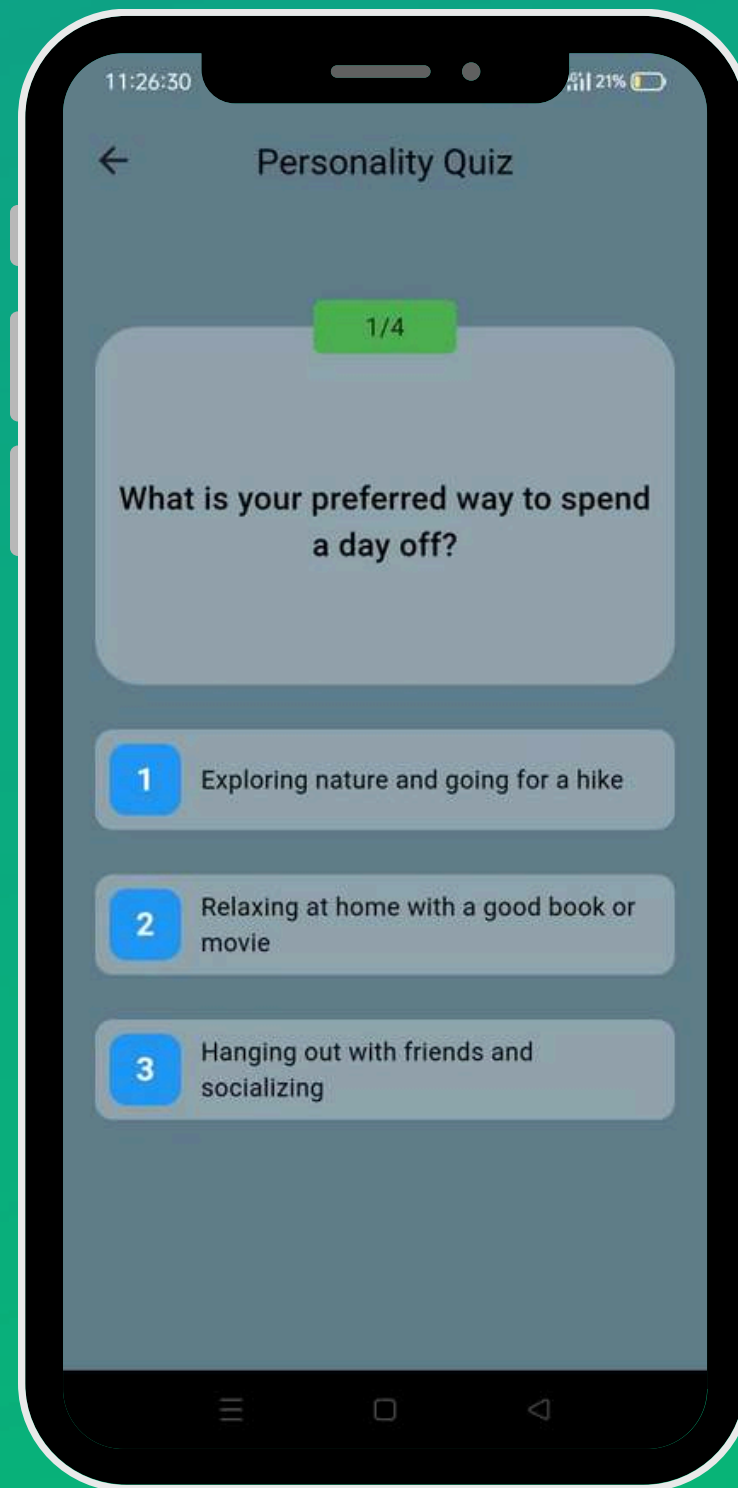 11:26:30
21%
Personality Quiz
1/4
What is your preferred way to spend
a day off?
1
Exploring nature and going for a hike
2
Relaxing at home with a good book or
movie
3
Hanging out with friends and
socializing